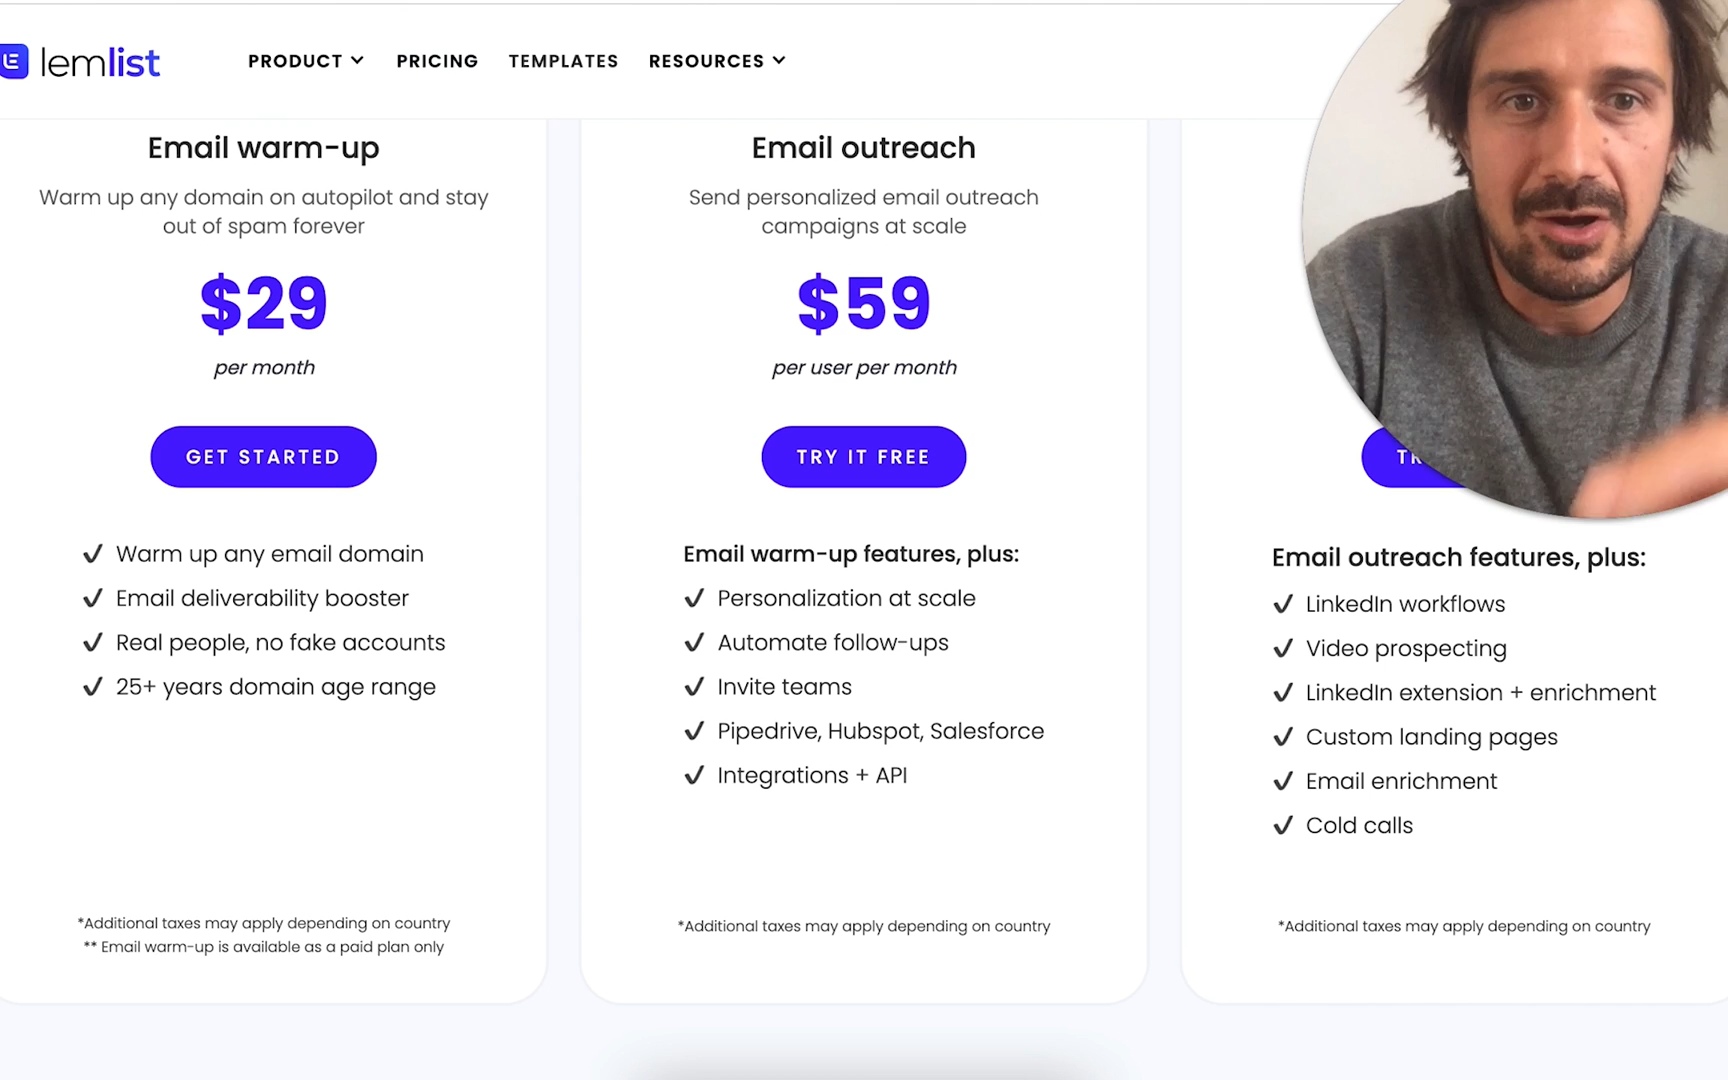 lemlist
PRODUCT
PRICING
TEMPLATES
RESOURCES
Email warm-up
Warm up any domain on autopilot and stay
out of spam forever
$29
per month
GET STARTED
Warm up any email domain
Email deliverability booster
Real people, no fake accounts
25+ years domain age range
*Additional taxes may apply depending on country
** Email warm-up is available as a paid plan only
Email outreach
Send personalized email outreach
campaigns at scale
$59
per user per month
TRY IT FREE
Email warm-up features, plus:
Personalization at scale
Automate follow-ups
Invite teams
Pipedrive, Hubspot, Salesforce
Integrations + API
*Additional taxes may apply depending on country
Email outreach features, plus:
LinkedIn workflows
Video prospecting
LinkedIn extension + enrichment
Custom landing pages
Email enrichment
Cold calls
*Additional taxes may apply depending on country